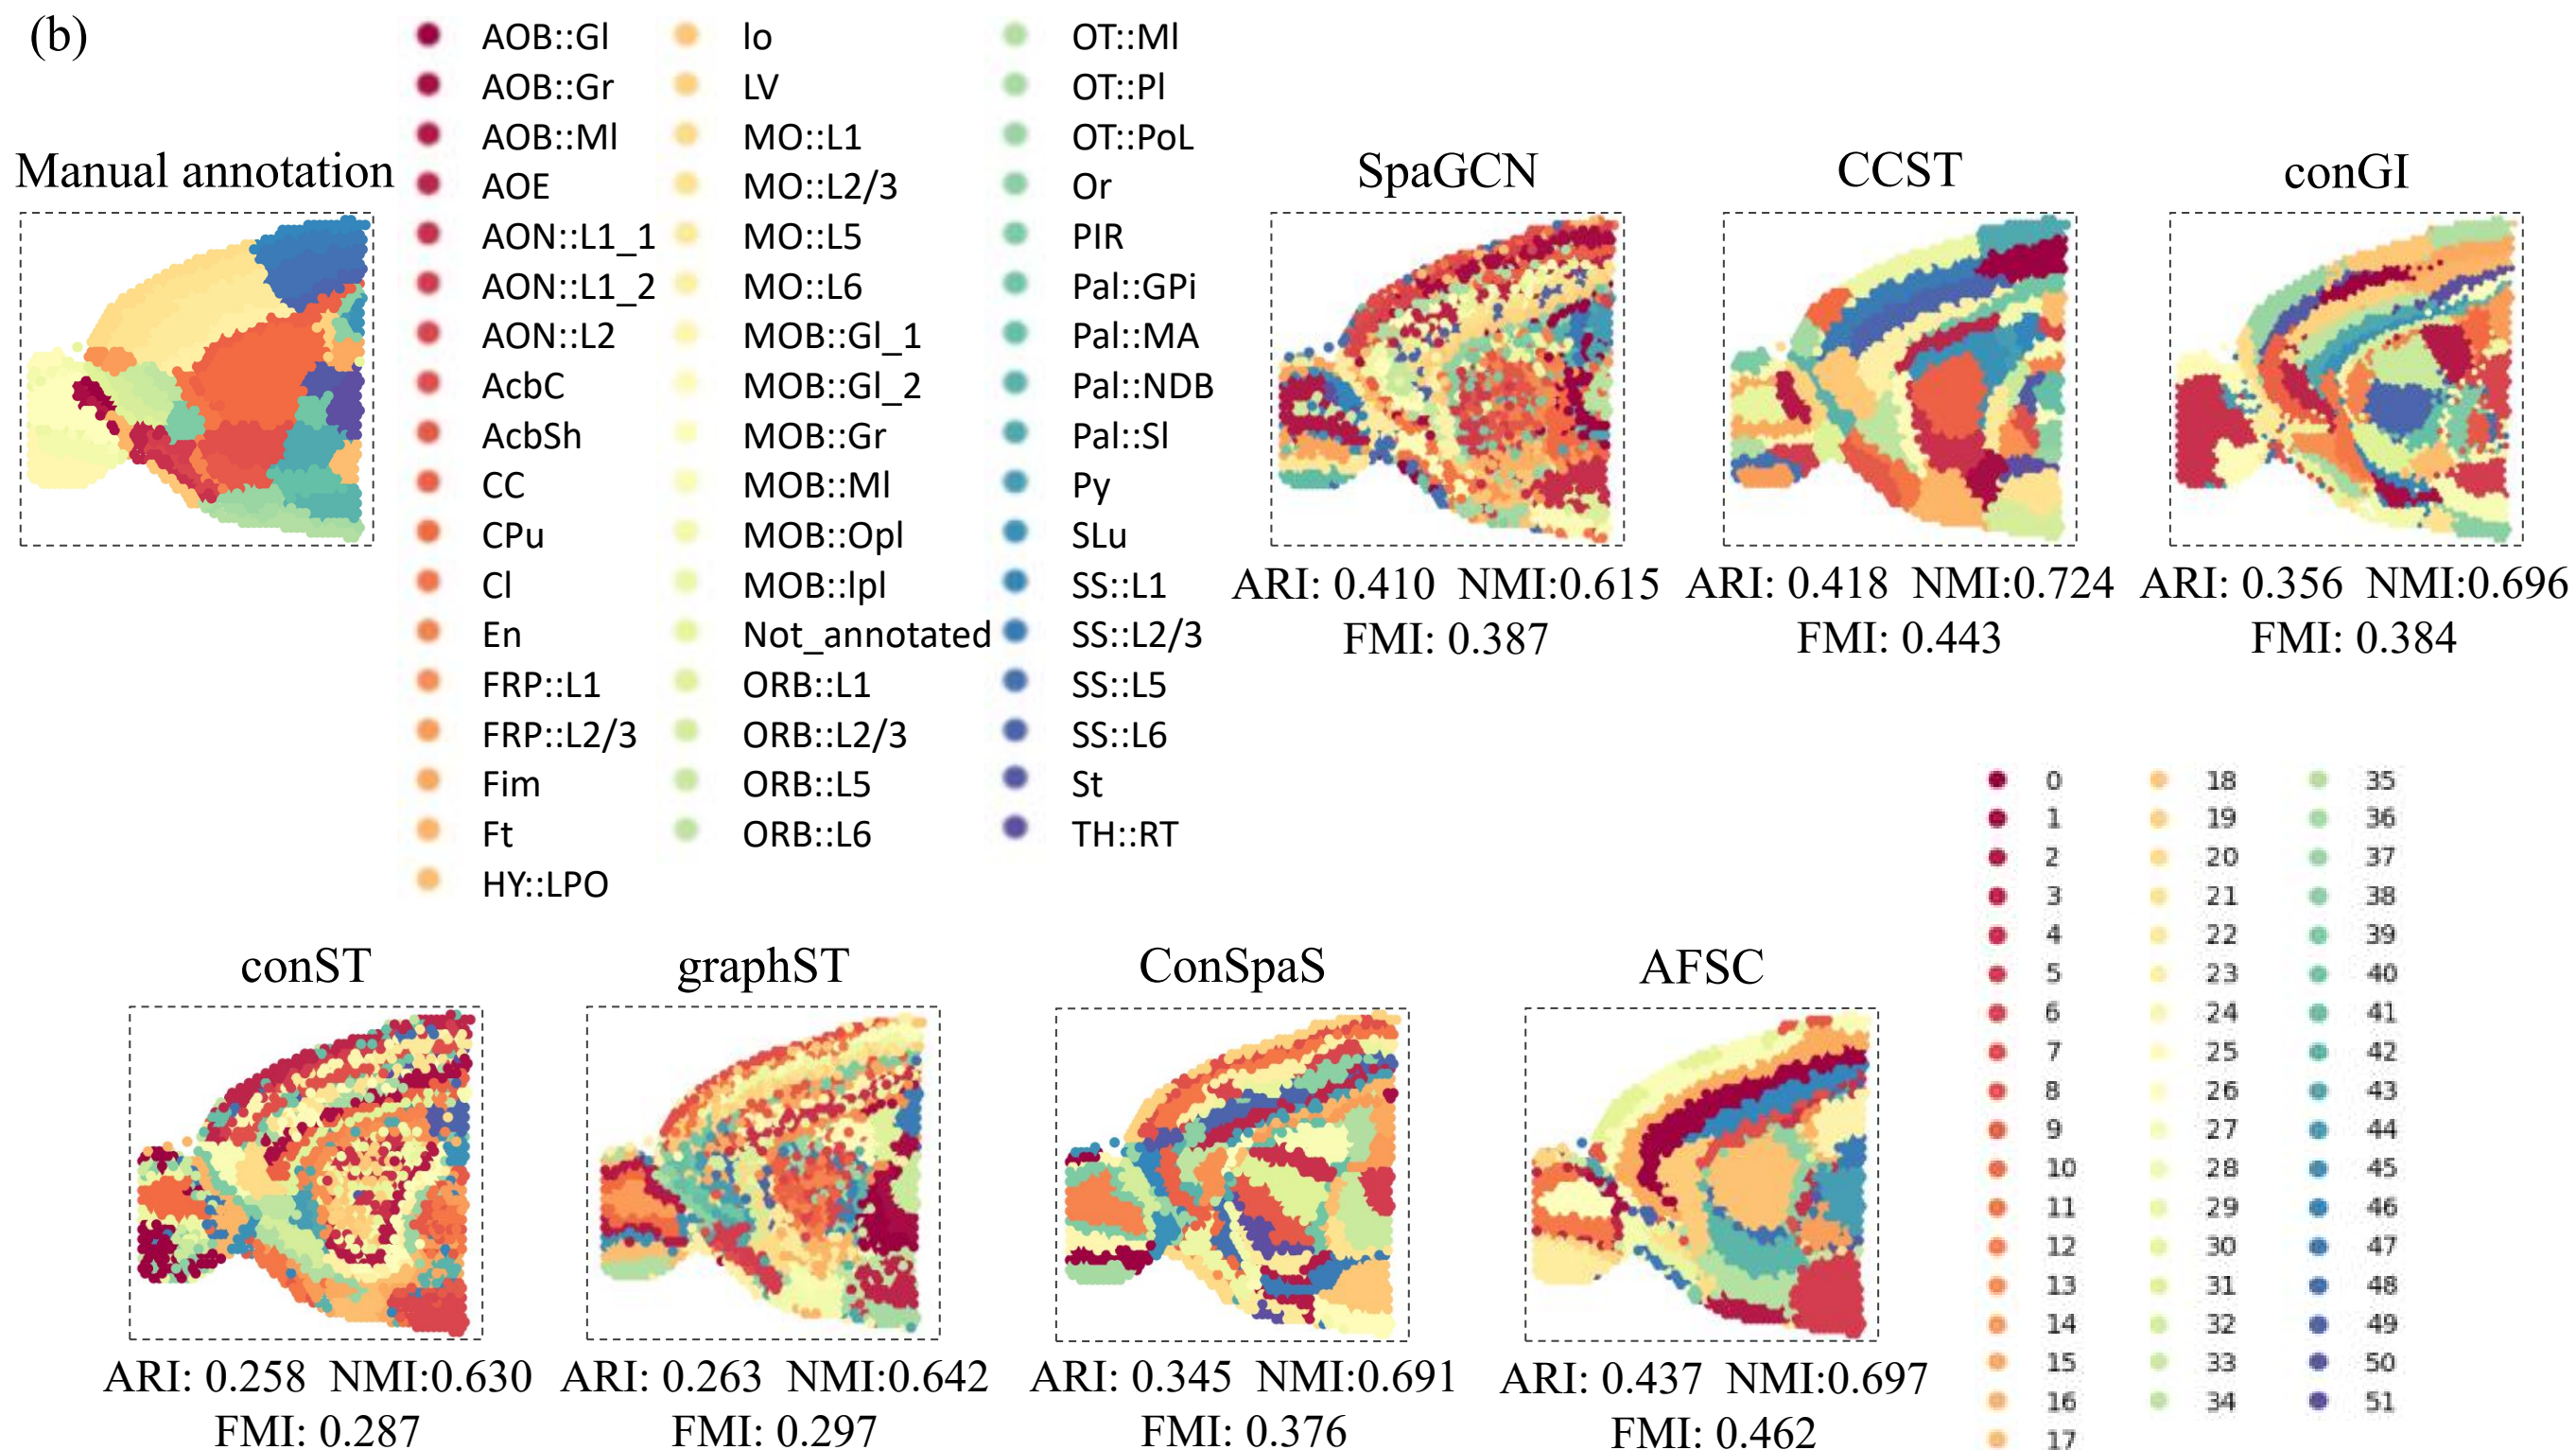 (b)
Manual annotation
AOB::Gl
AOB::Gr
AOB::Ml
AOE
AON::L1_1
AON::L1_2
AON::L2
AcbC
AcbSh
CC
CPu
Cl
En
FRP::L1
FRP::L2/3
Fim
Ft
HY::LPO
lo
LV
MO::L1
MO::L2/3
MO::L5
MO::L6
MOB::Gl_1
MOB::Gl_2
MOB::Gr
MOB::Ml
MOB::Opl
MOB::lpl
Not_annotated
ORB::L1
ORB::L2/3
ORB::L5
ORB::L6
OT::Ml
OT::Pl
OT::PoL
Or
PIR
Pal::GPi
Pal::MA
Pal::NDB
Pal::Sl
Py
SLu
SS::L1
SS::L2/3
SS::L5
SS::L6
St
TH::RT
SpaGCN
ARI: 0.410 NMI:0.615
FMI: 0.387
CCST
ARI: 0.418 NMI:0.724
FMI: 0.443
conGI
ARI: 0.356 NMI:0.696
FMI: 0.384
conST
ARI: 0.258 NMI:0.630
FMI: 0.287
graphST
ARI: 0.263 NMI:0.642
FMI: 0.297
ConSpaS
ARI: 0.345 NMI:0.691
FMI: 0.376
AFSC
ARI: 0.437 NMI:0.697
FMI: 0.462
0
1
2
3
4
5
6
7
8
9
10
11
12
13
14
15
16
17
18
19
20
21
22
23
24
25
26
27
28
29
30
31
32
33
34
35
36
37
38
39
40
41
42
43
44
45
46
47
48
49
50
51